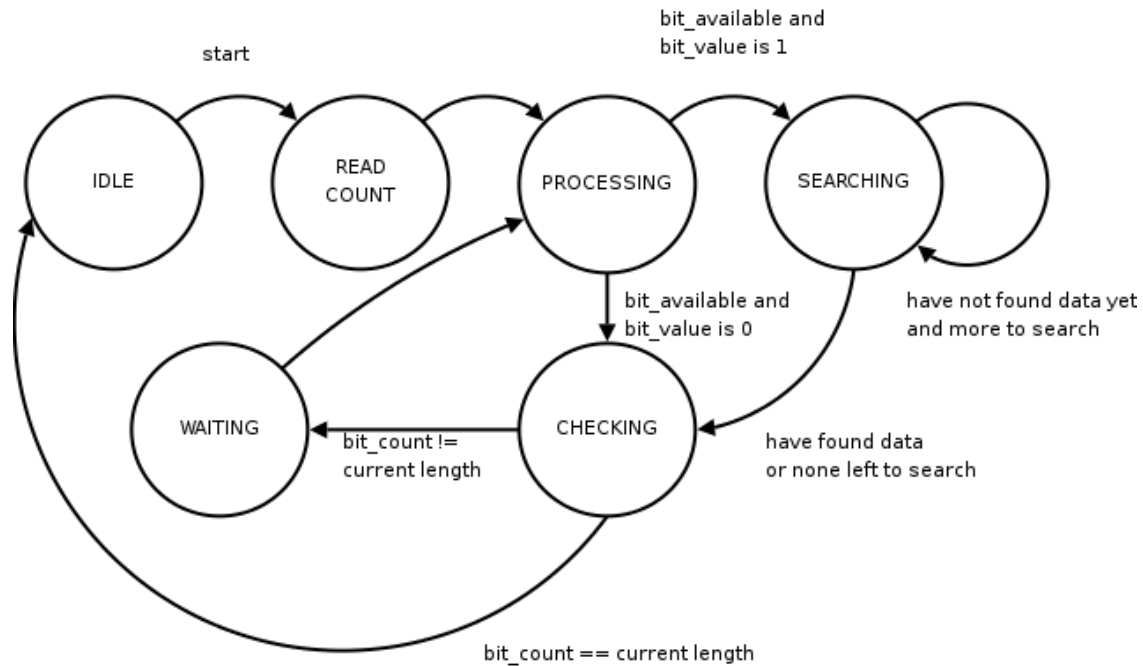 bit_available and
bit_value is 1
start
IDLE
READ
COUNT
PROCESSING
SEARCHING
bit_available and
bit_value is 0
have not found data yet
and more to search
WAITING
bit_count !=
current length
CHECKING
have found data
or none left to search
bit_count == current length